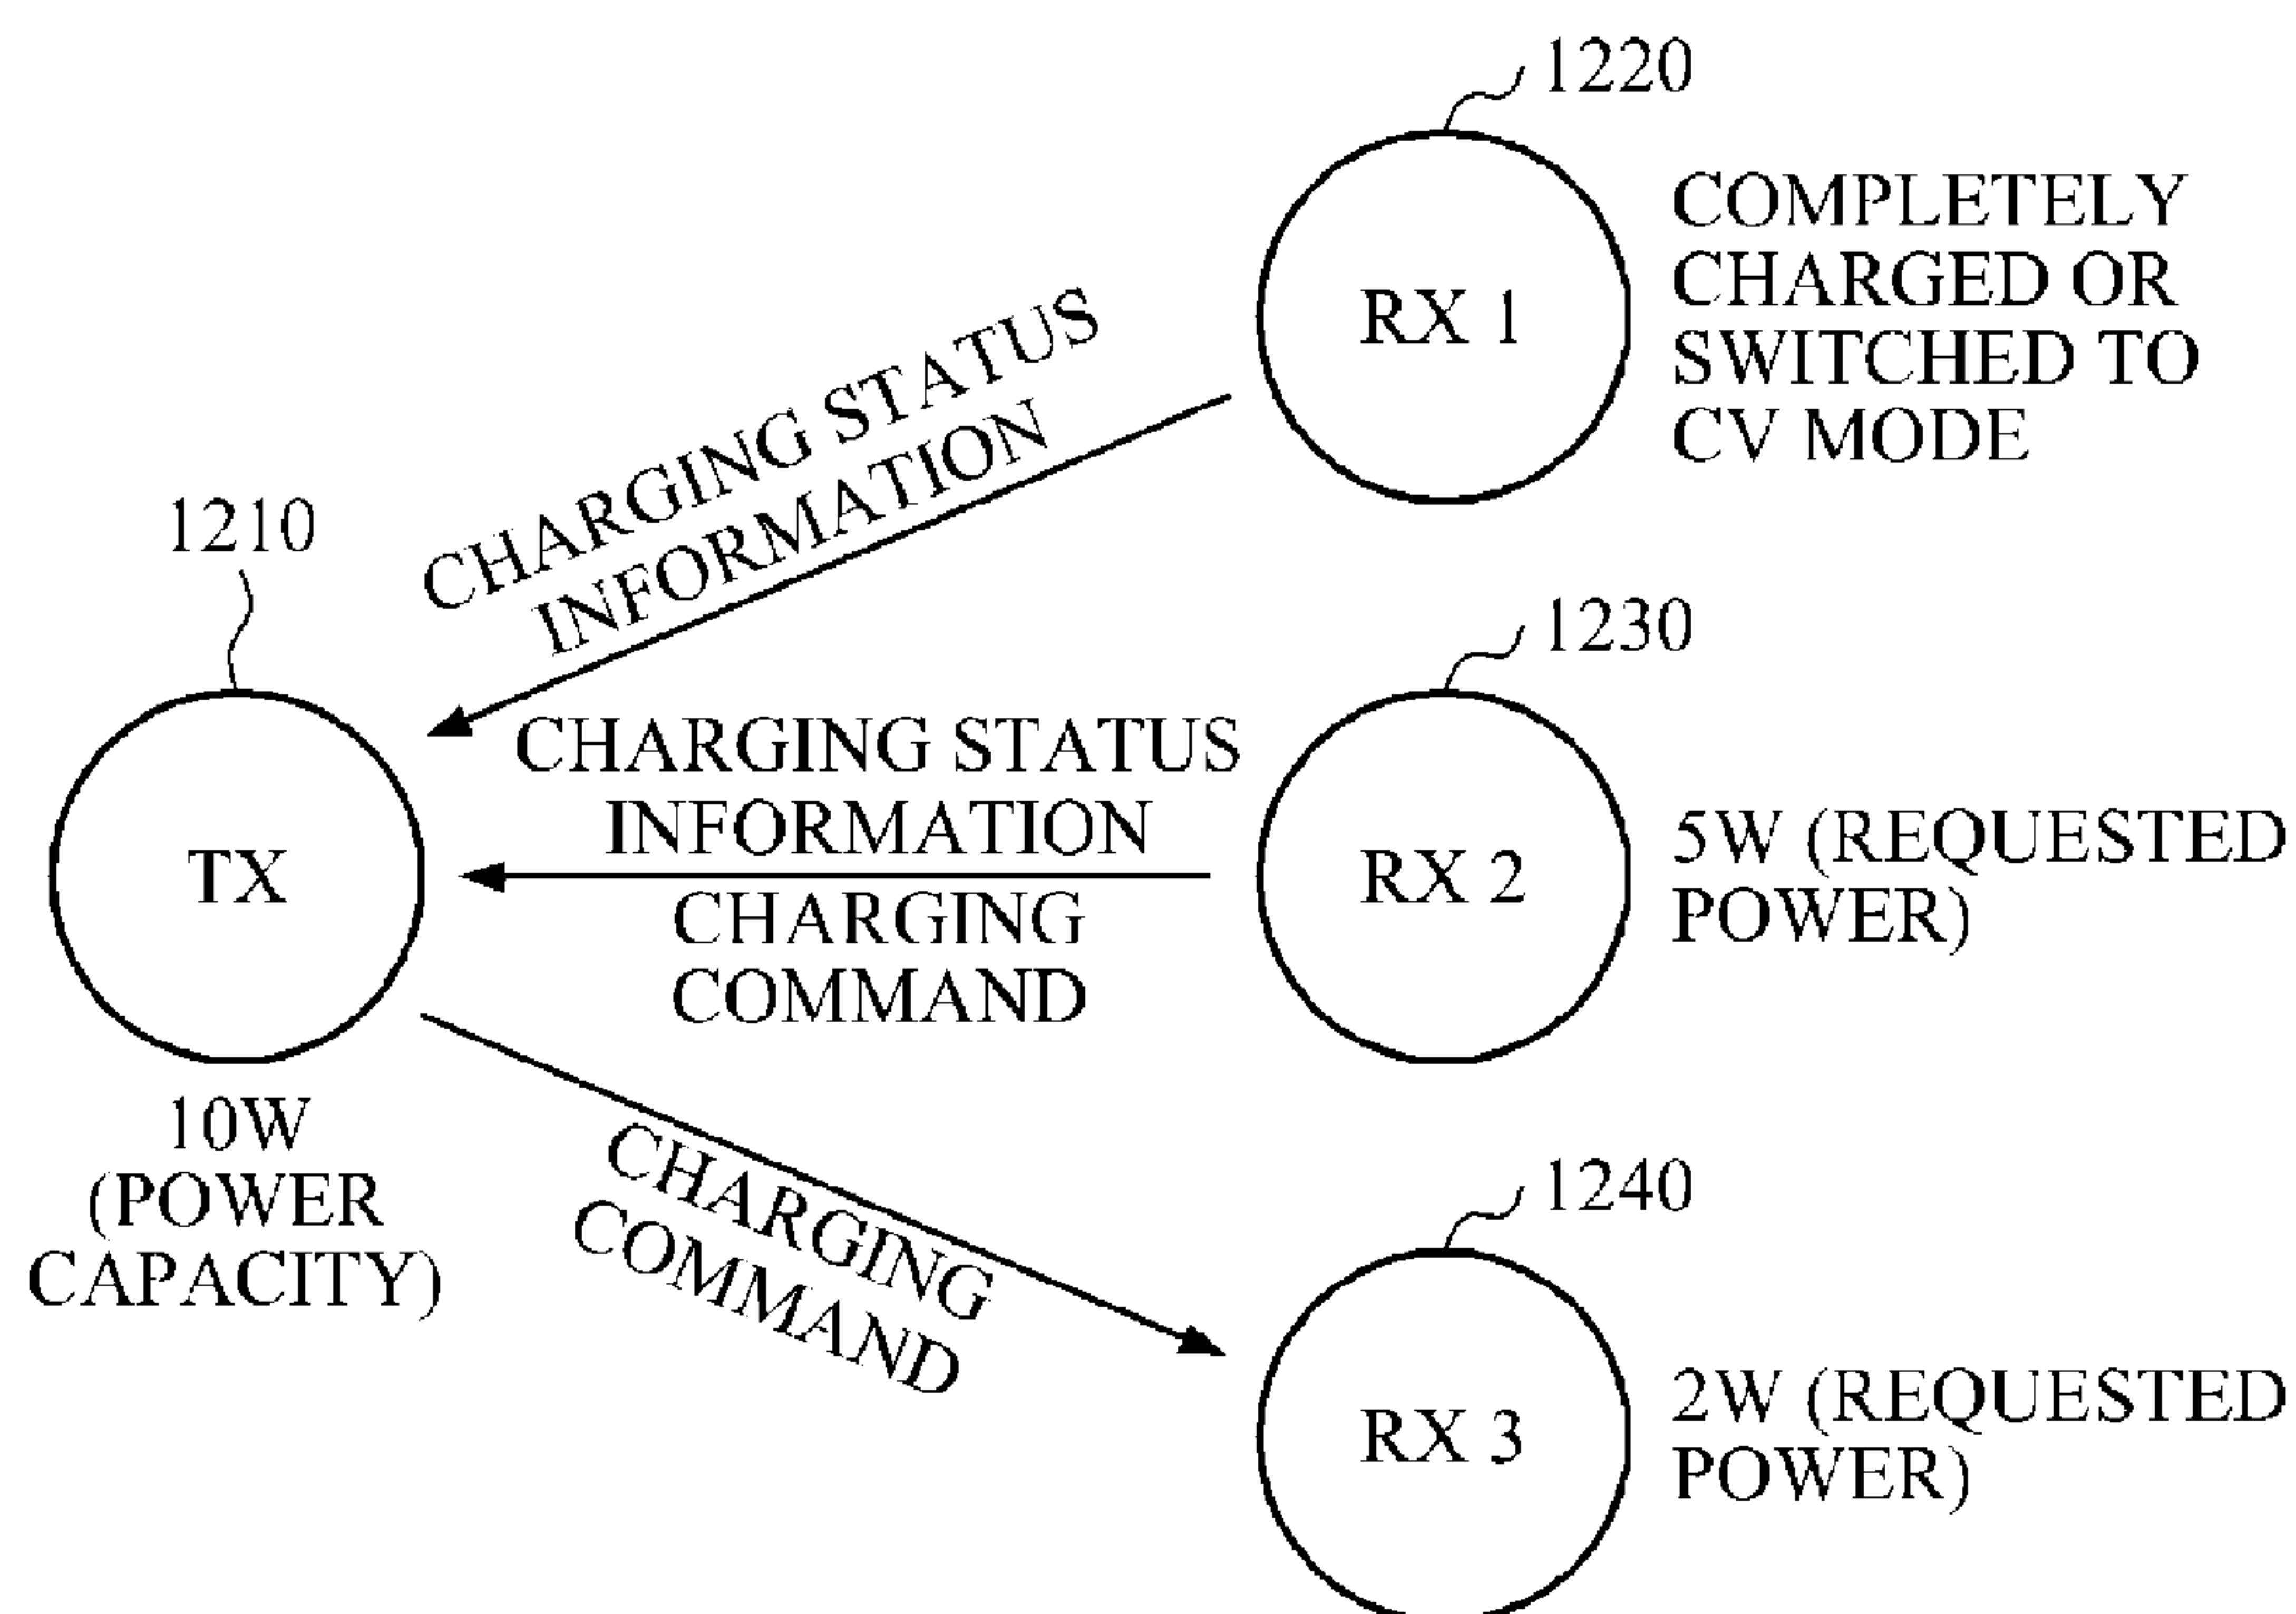 1220
RX 1
COMPLETELY
CHARGED OR
SWITCHED TO
CV MODE
CHARGING STATUS
INFORMATION
1210
TX
10W
(POWER
CAPACITY)
1230
CHARGING STATUS
INFORMATION
CHARGING
COMMAND
RX 2
5W (REQUESTED
POWER)
CHARGING
COMMAND
1240
RX 3
2W (REQUESTED
POWER)